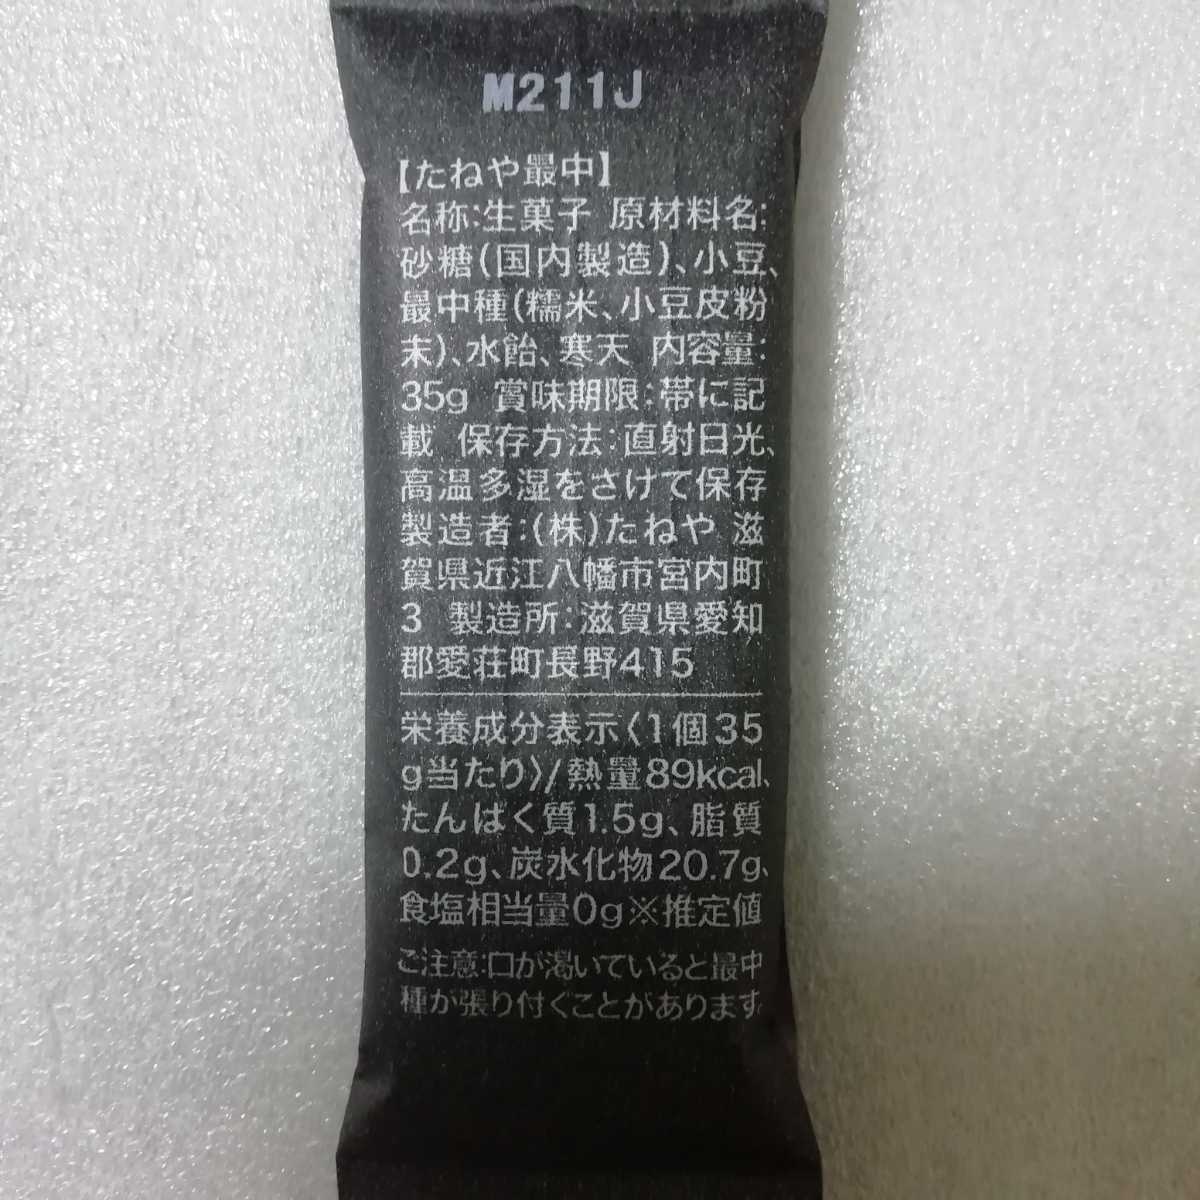 M211J
【たねや最中】
名称:生菓子 原材料名:
砂糖(国内製造)、小豆、
最中種(糯米、小豆皮粉
末)、水飴、寒天 内容量:
35g 賞味期限:帯に記
載 保存方法:直射日光、
高温多湿をさけて保存
製造者:(株)たねや 滋
賀県近江八幡市宮内町
3 製造所:滋賀県愛知
郡愛荘町長野415
栄養成分表示〈1個35
g当たり〉/熱量89kcal、
たんぱく質1.5g、脂質
0.2g、炭水化物20.7g、
食塩相当量0g※推定値
ご注意:口が渇いていると最中
種が張り付くことがあります